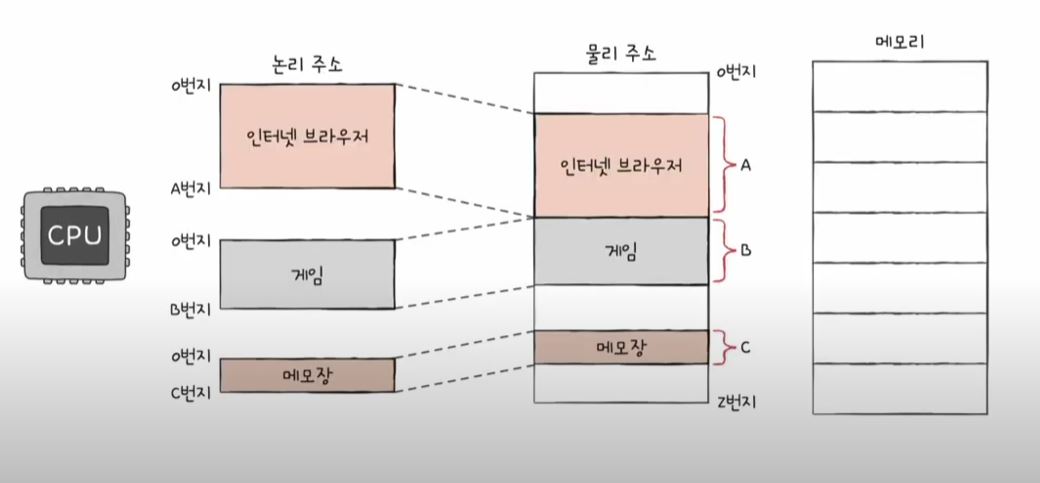 논리 주소
물리 주소
메모리
0번지
인터넷 브라우저
A번지
0번지
게임
B번지
0번지
메모장
C번지
CPU
0번지
인터넷 브라우저
A
게임
B
메모장
C
Z번지